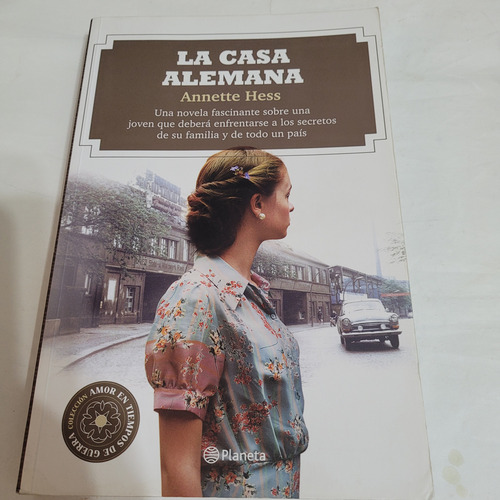 LA CASA
ALEMANA
Annette Hess
Una novela fascinante sobre una
joven que deberá enfrentarse a los secretos
de su familia y de todo un país
COLECCIÓN AMOR EN TIEMPOS DE GUERRA
Planeta